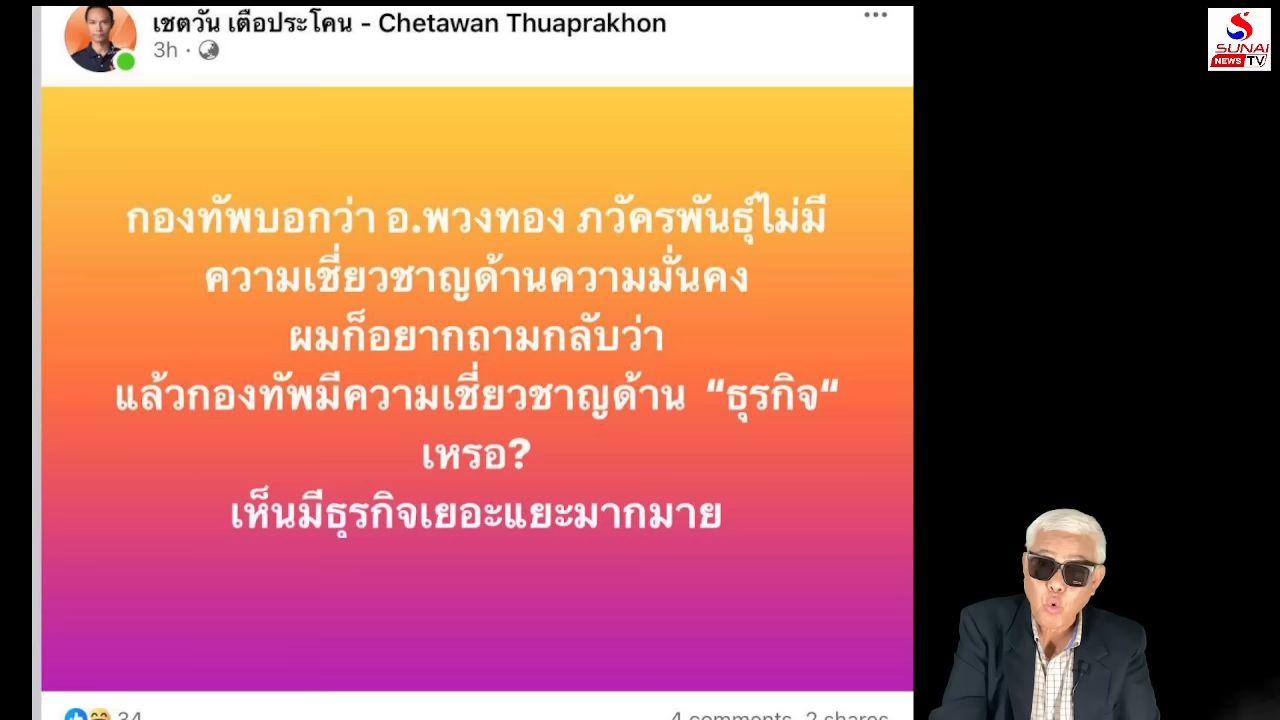 เชตวัน เตือประโคน - Chetawan Thuaprakhon
3h ·
SUNAI
NEWS TV
กองทัพบอกว่า อ.พวงทอง ภวัครพันธุ์ไม่มี
ความเชี่ยวชาญด้านความมั่นคง
ผมก็อยากถามกลับว่า
แล้วกองทัพมีความเชี่ยวชาญด้าน “ธุรกิจ“
เหรอ?
เห็นมีธุรกิจเยอะแยะมากมาย
34
4 comments 2 shares